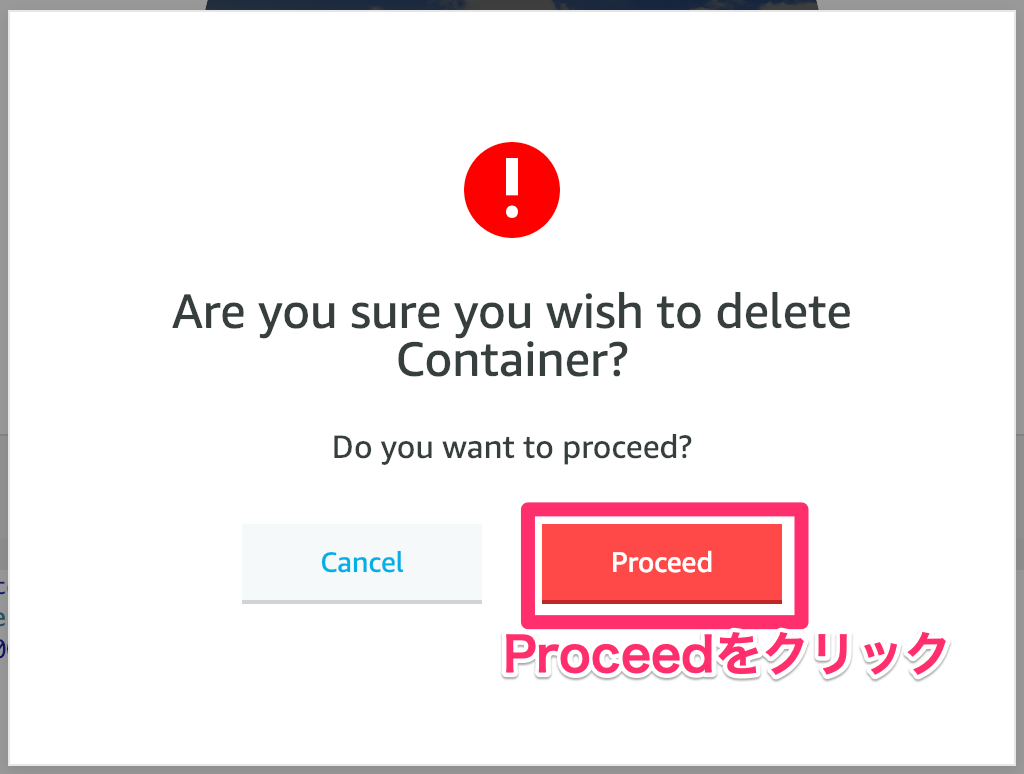 Are you sure you wish to delete
Container?
Do you want to proceed?
Cancel
Proceed
Proceedをクリック